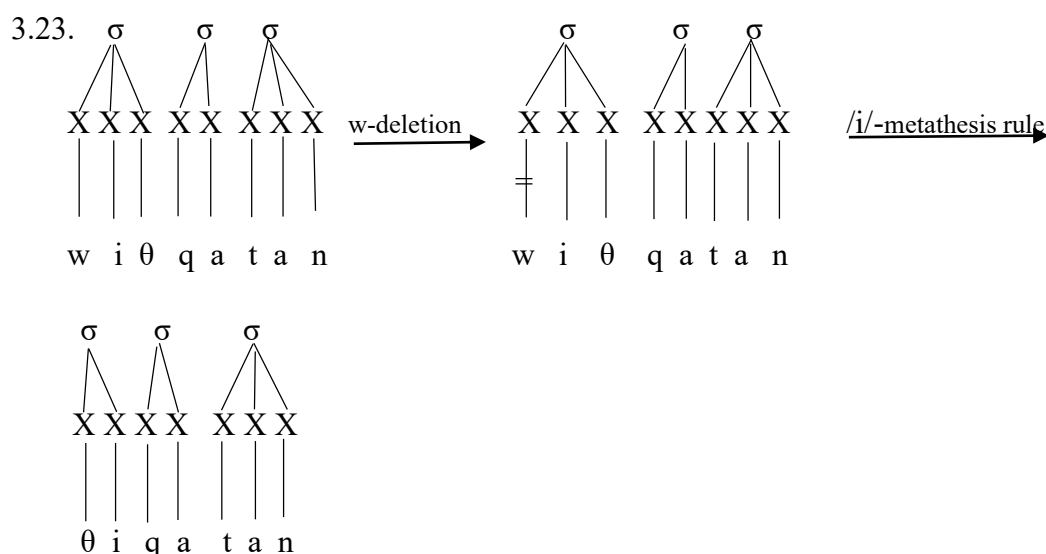 3.23. σ σ σ σ σ σ
X X X X X X X X w-deletion X X X X X X X X /i/-metathesis rule
=
w i θ q a t a n w i θ q a t a n
σ σ σ
X X X X X X X
θ i q a t a n